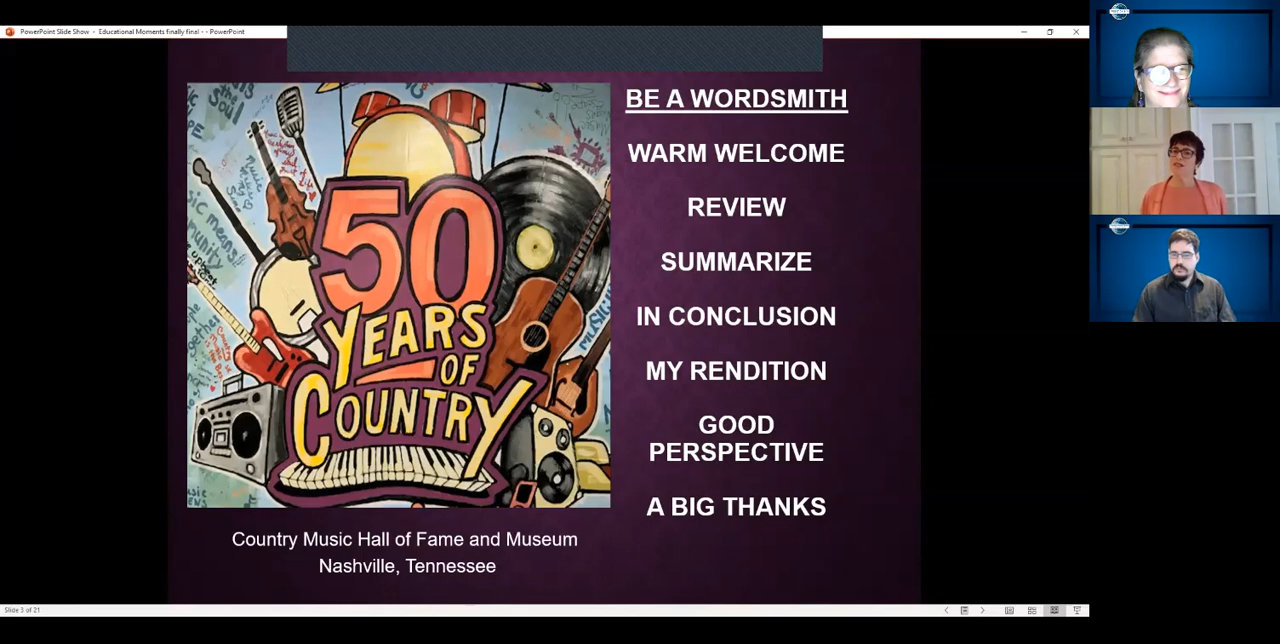 PowerPoint Slide Show - Educational Moments finally final - - PowerPoint
BE A WORDSMITH
WARM WELCOME
REVIEW
SUMMARIZE
IN CONCLUSION
MY RENDITION
GOOD
PERSPECTIVE
A BIG THANKS
50
YEARS
OF
COUNTRY
Country Music Hall of Fame and Museum
Nashville, Tennessee
Slide 3 of 21